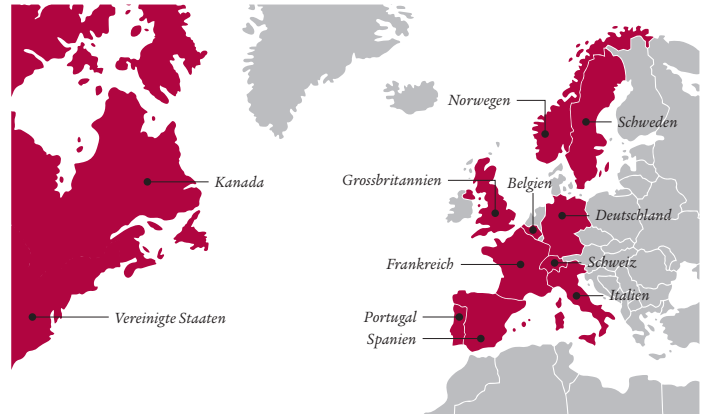 Norwegen
Schweden
Kanada
Grossbritannien
Belgien
Deutschland
Frankreich
Schweiz
Italien
Vereinigte Staaten
Portugal
Spanien